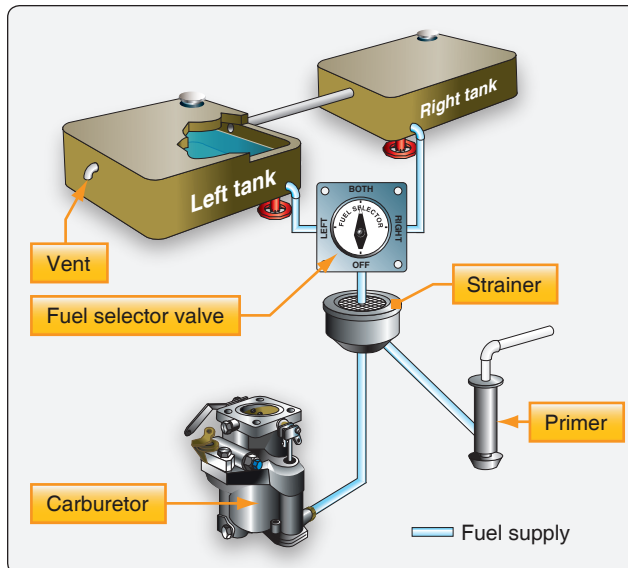 Right tank
Left tank
BOTH
FUEL SELECTOR
LEFT
RIGHT
OFF
Vent
Strainer
Fuel selector valve
Primer
Carburetor
Fuel supply